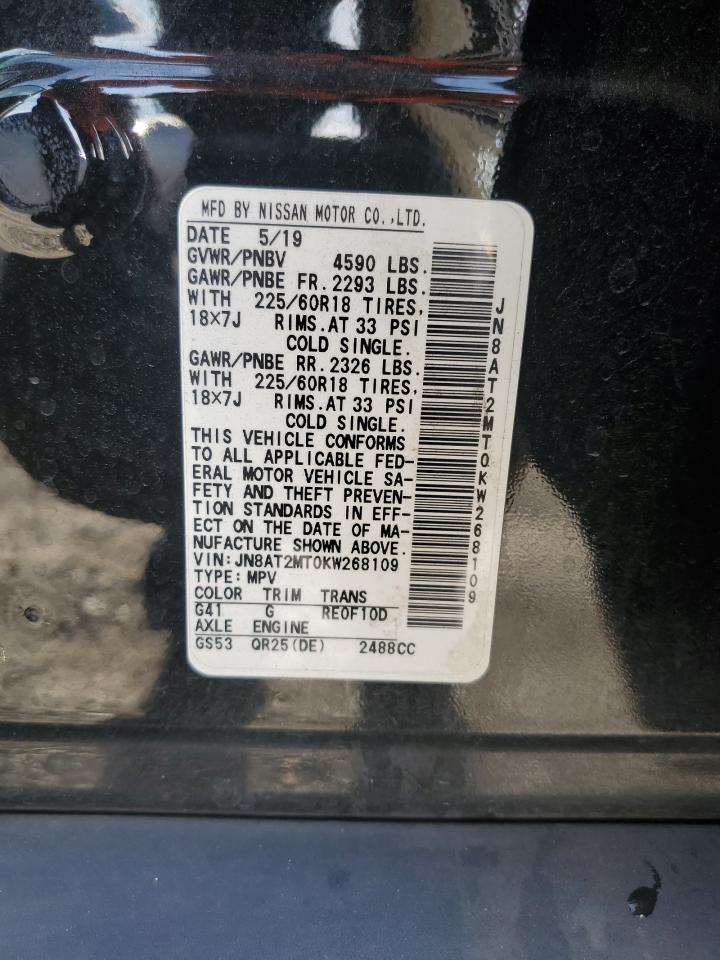 MFD BY NISSAN MOTOR CO.,LTD.
DATE 5/19
GVWR/PNBV 4590 LBS.
GAWR/PNBE FR. 2293 LBS.
WITH 225/60R18 TIRES,
18×7J RIMS.AT 33 PSI
COLD SINGLE.
GAWR/PNBE RR. 2326 LBS.
WITH 225/60R18 TIRES,
18×7J RIMS.AT 33 PSI
COLD SINGLE.
THIS VEHICLE CONFORMS
TO ALL APPLICABLE FED-
ERAL MOTOR VEHICLE SA-
FETY AND THEFT PREVEN-
TION STANDARDS IN EFF-
ECT ON THE DATE OF MA-
NUFACTURE SHOWN ABOVE.
VIN:JN8AT2MT0KW268109
TYPE:MPV
COLOR TRIM TRANS
G41 G RE0F10D
AXLE ENGINE
GS53 QR25(DE) 2488CC
JN8AT2MT0KW268109